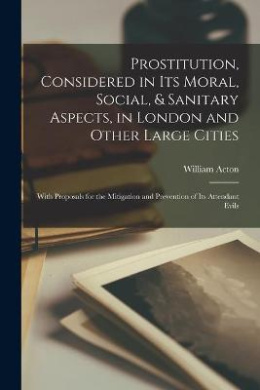 Prostitution,
Considered in Its Moral,
Social, & Sanitary
Aspects, in London and
Other Large Cities
William Acton
With Proposals for the Mitigation and Prevention of Its Attendant
Evils